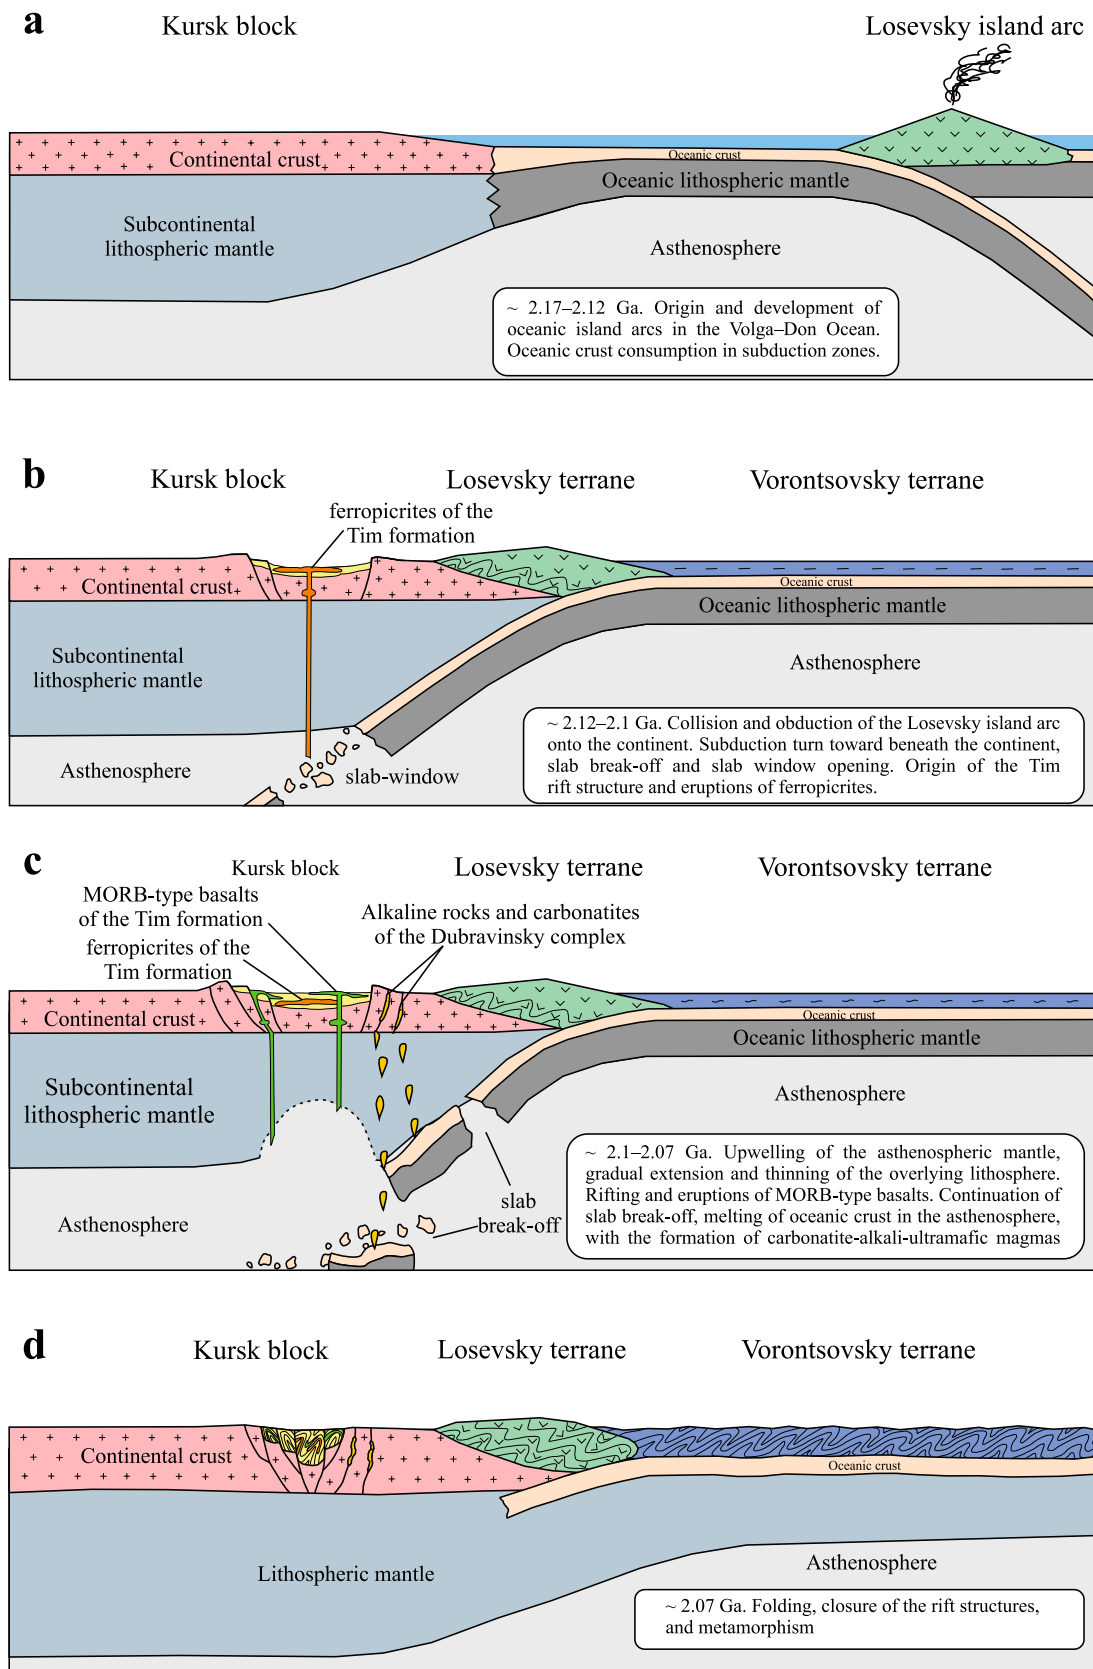 a
Kursk block
Losevsky island arc
Continental crust
Oceanic crust
Oceanic lithospheric mantle
Subcontinental
lithospheric mantle
Asthenosphere
~ 2.17–2.12 Ga. Origin and development of
oceanic island arcs in the Volga–Don Ocean.
Oceanic crust consumption in subduction zones.
b
Kursk block
Losevsky terrane
Vorontsovsky terrane
ferropicrites of the
Tim formation
Continental crust
Oceanic crust
Oceanic lithospheric mantle
Subcontinental
lithospheric mantle
Asthenosphere
Asthenosphere
slab-window
~ 2.12–2.1 Ga. Collision and obduction of the Losevsky island arc
onto the continent. Subduction turn toward beneath the continent,
slab break-off and slab window opening. Origin of the Tim
rift structure and eruptions of ferropicrites.
c
Kursk block
Losevsky terrane
Vorontsovsky terrane
MORB-type basalts
of the Tim formation
ferropicrites of the
Tim formation
Alkaline rocks and carbonatites
of the Dubravinsky complex
Continental crust
Oceanic crust
Oceanic lithospheric mantle
Subcontinental
lithospheric mantle
Asthenosphere
Asthenosphere
slab
break-off
~ 2.1–2.07 Ga. Upwelling of the asthenospheric mantle,
gradual extension and thinning of the overlying lithosphere.
Rifting and eruptions of MORB-type basalts. Continuation of
slab break-off, melting of oceanic crust in the asthenosphere,
with the formation of carbonatite-alkali-ultramafic magmas
d
Kursk block
Losevsky terrane
Vorontsovsky terrane
Continental crust
Oceanic crust
Lithospheric mantle
Asthenosphere
~ 2.07 Ga. Folding, closure of the rift structures,
and metamorphism